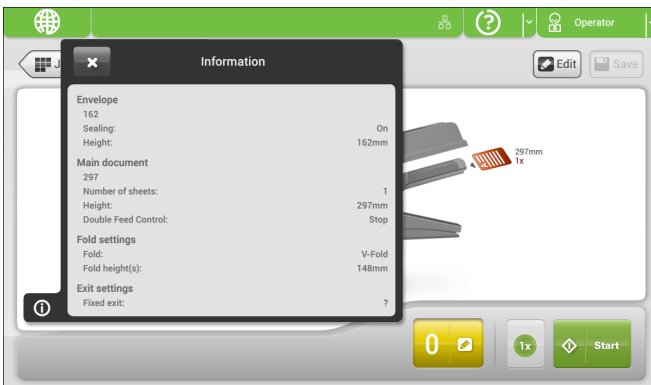 ? Operator
J
Information
Edit
Save
Envelope
162
Sealing: On
Height: 162mm
Main document
297
Number of sheets: 1
Height: 297mm
Double Feed Control: Stop
Fold settings
Fold: V-Fold
Fold height(s): 148mm
Exit settings
Fixed exit: ?
297mm
1x
0
1x
Start